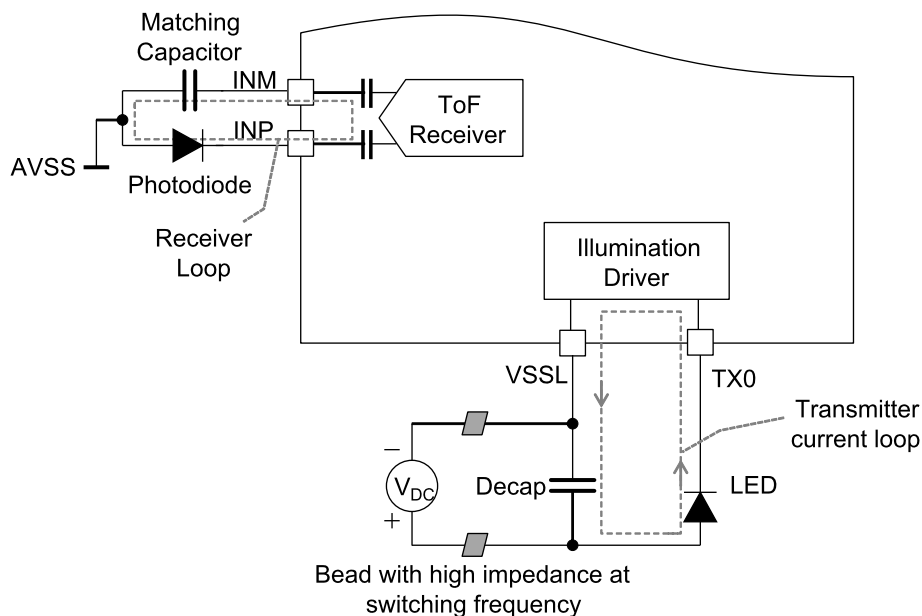 Matching
Capacitor
INM
INP
ToF
Receiver
AVSS
Photodiode
Receiver
Loop
Illumination
Driver
VSSL
TX0
Transmitter
current loop
−
VDC
+
Decap
LED
Bead with high impedance at
switching frequency